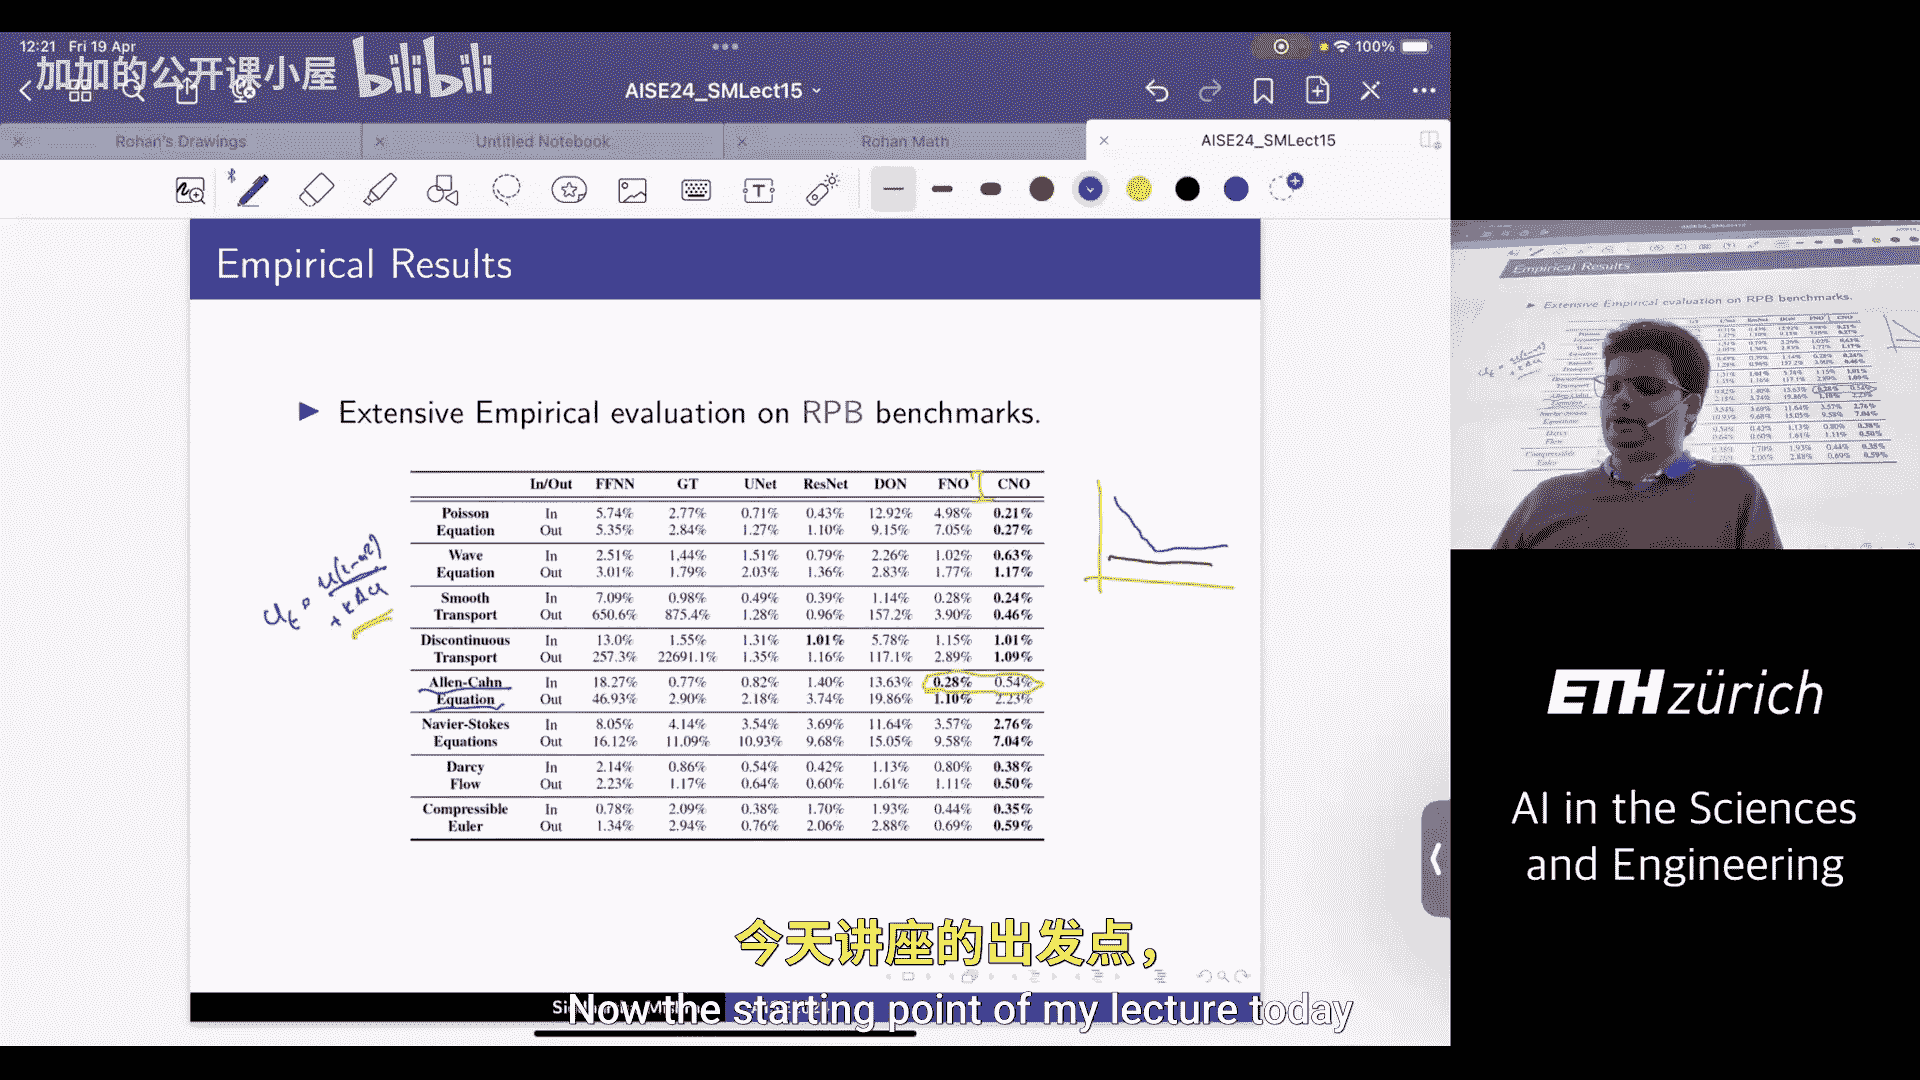 12:21 Fri 19 Apr
100%
加加的公开课小屋 bilibili
AISE24_SMLect15
Rohan's Drawings
Untitled Notebook
Rohan Math
AISE24_SMLect15
Empirical Results
Extensive Empirical evaluation on RPB benchmarks.
In/Out FFNN GT UNet ResNet DON FNO CNO
Poisson In 5.74% 2.77% 0.71% 0.43% 12.92% 4.98% 0.21%
Equation Out 5.35% 2.84% 1.27% 1.10% 9.15% 7.05% 0.27%
Wave In 2.51% 1.44% 1.51% 0.79% 2.26% 1.02% 0.63%
Equation Out 3.01% 1.79% 2.03% 1.36% 2.83% 1.77% 1.17%
Smooth In 7.09% 0.98% 0.49% 0.39% 1.14% 0.28% 0.24%
Transport Out 650.6% 875.4% 1.28% 0.96% 157.2% 3.90% 0.46%
Discontinuous In 13.0% 1.55% 1.31% 1.01% 5.78% 1.15% 1.01%
Transport Out 257.3% 22691.1% 1.35% 1.16% 117.1% 2.89% 1.09%
Allen-Cahn In 18.27% 0.77% 0.82% 1.40% 13.63% 0.28% 0.54%
Equation Out 46.93% 2.90% 2.18% 3.74% 19.86% 1.10% 2.23%
Navier-Stokes In 8.05% 4.14% 3.54% 3.69% 11.64% 3.57% 2.76%
Equations Out 16.12% 11.09% 10.93% 9.68% 15.05% 9.58% 7.04%
Darcy In 2.14% 0.86% 0.54% 0.42% 1.13% 0.80% 0.38%
Flow Out 2.23% 1.17% 0.64% 0.60% 1.61% 1.11% 0.50%
Compressible In 0.78% 2.09% 0.38% 1.70% 1.93% 0.44% 0.35%
Euler Out 1.34% 2.94% 0.76% 2.06% 2.88% 0.69% 0.59%
今天讲座的出发点，
Now the starting point of my lecture today
Empirical Results
Extensive Empirical evaluation on RPB benchmarks.
ETH zürich
AI in the Sciences
and Engineering